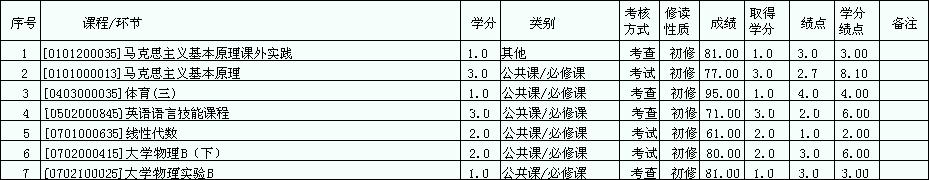 序号 课程/环节 学分 类别 考核方式 修读性质 成绩 取得学分 绩点 学分绩点 备注
1 [0101200035]马克思主义基本原理课外实践 1.0 其他 考查 初修 81.00 1.0 3.0 3.00
2 [0101000013]马克思主义基本原理 3.0 公共课/必修课 考试 初修 77.00 3.0 2.7 8.10
3 [0403000035]体育(三) 1.0 公共课/必修课 考查 初修 95.00 1.0 4.0 4.00
4 [0502000845]英语语言技能课程 3.0 公共课/必修课 考查 初修 71.00 3.0 2.0 6.00
5 [0701000635]线性代数 2.0 公共课/必修课 考试 初修 61.00 2.0 1.0 2.00
6 [0702000415]大学物理B（下） 2.0 公共课/必修课 考试 初修 80.00 2.0 3.0 6.00
7 [0702100025]大学物理实验B 1.0 公共课/必修课 考查 初修 81.00 1.0 3.0 3.00